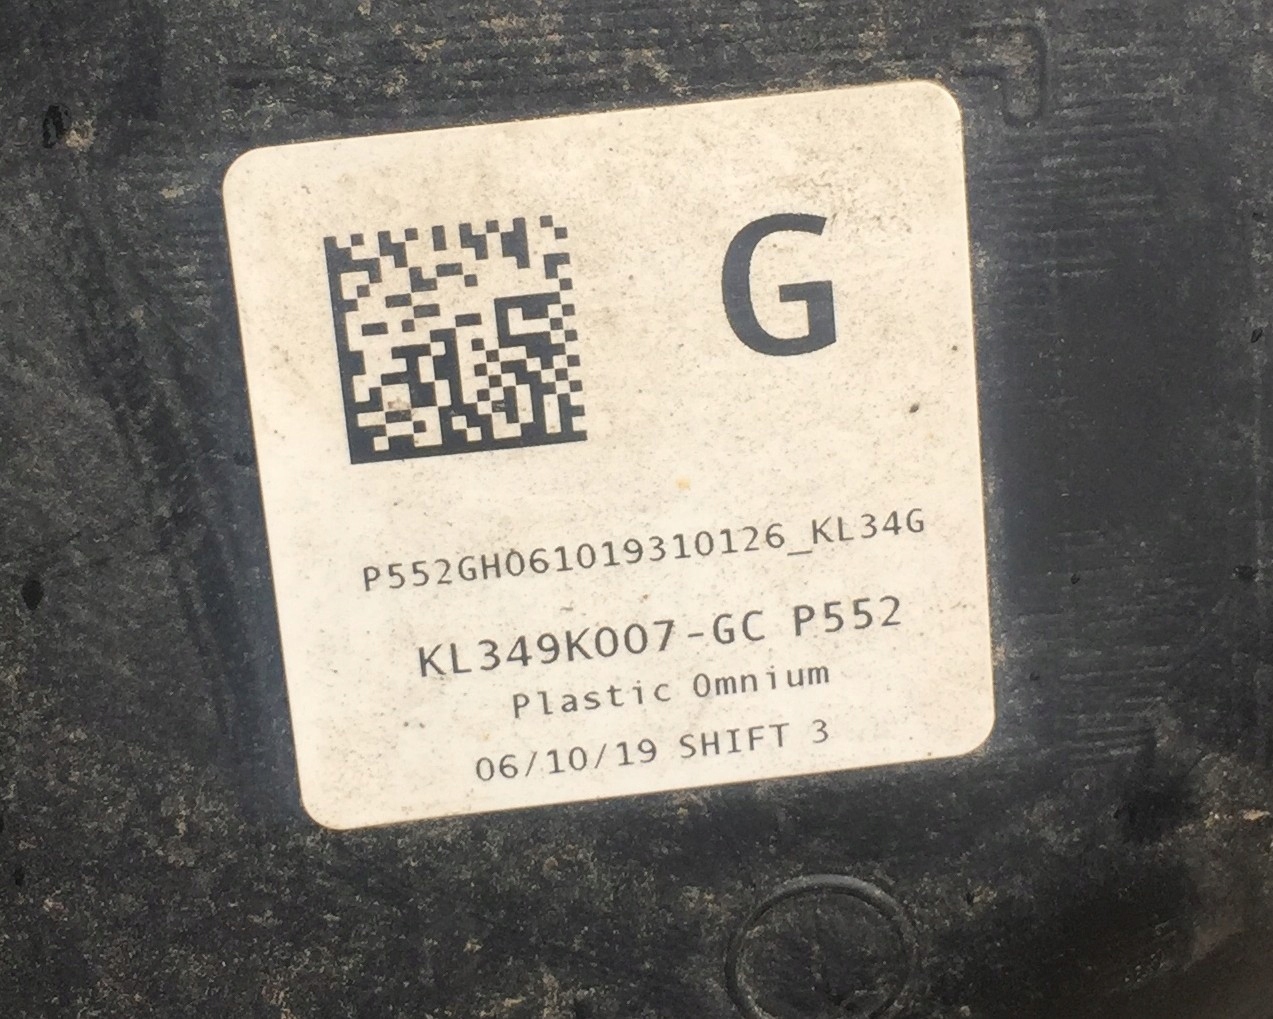 G
P552GH061019310126_KL34G
KL349K007-GC P552
Plastic Omnium
06/10/19 SHIFT 3